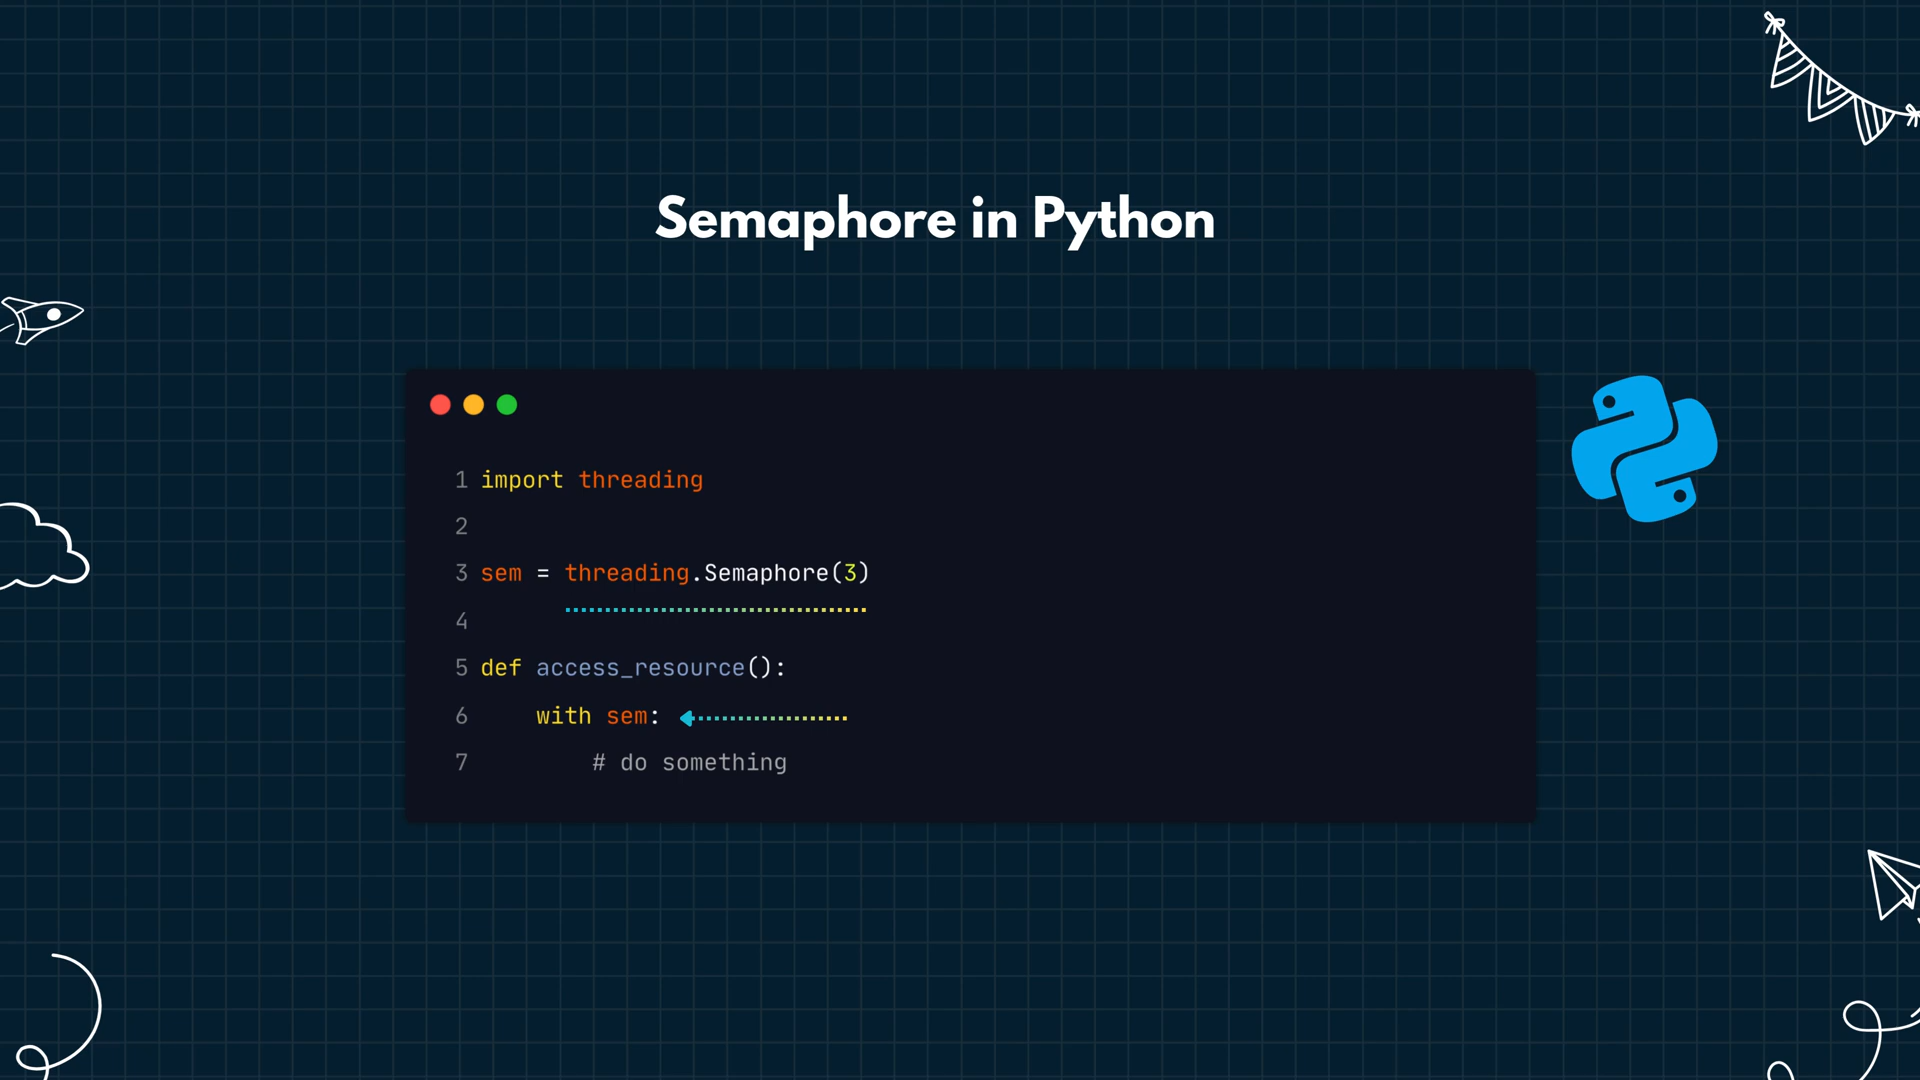 Semaphore in Python
1 import threading
2
3 sem = threading.Semaphore(3)
4
5 def access_resource():
6     with sem:
7         # do something